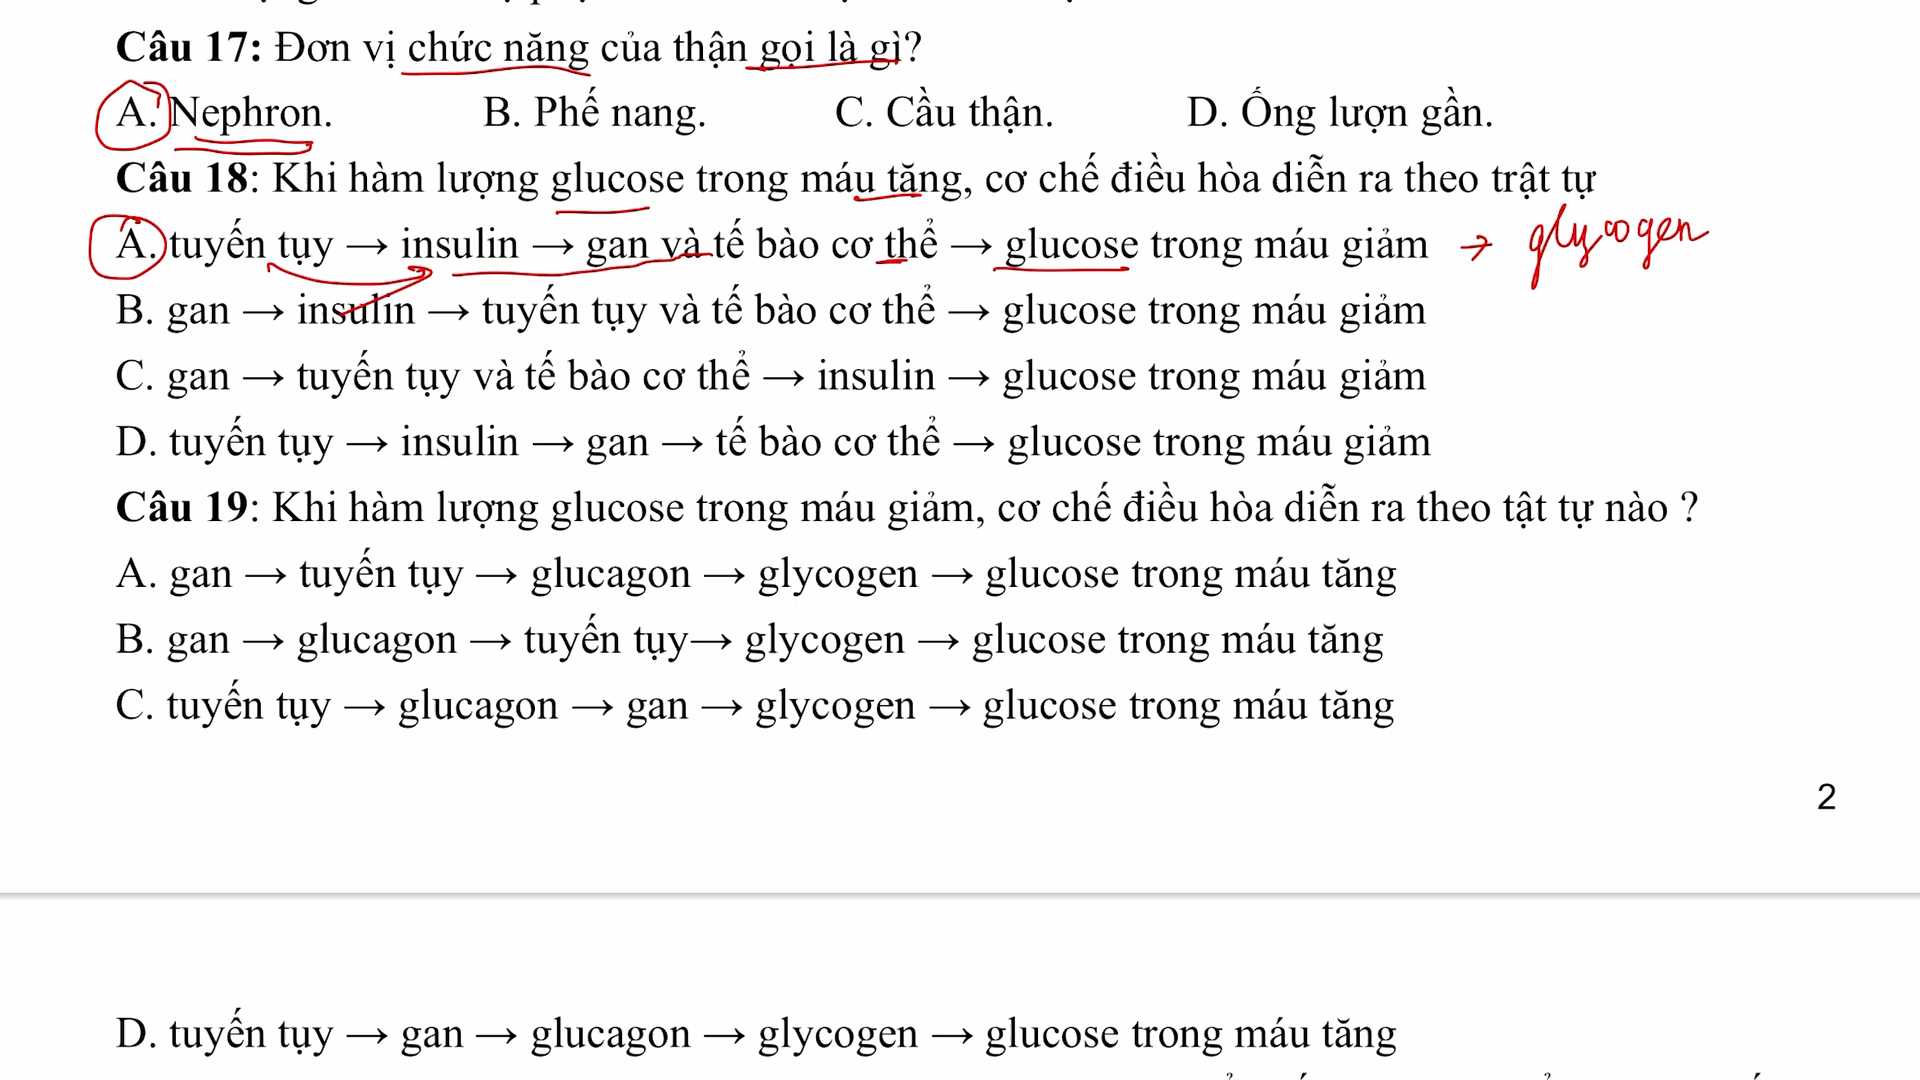 Câu 17: Đơn vị chức năng của thận gọi là gì?
A. Nephron. B. Phế nang. C. Cầu thận. D. Ống lượn gần.
Câu 18: Khi hàm lượng glucose trong máu tăng, cơ chế điều hòa diễn ra theo trật tự
A. tuyến tụy → insulin → gan và tế bào cơ thể → glucose trong máu giảm → glycogen
B. gan → insulin → tuyến tụy và tế bào cơ thể → glucose trong máu giảm
C. gan → tuyến tụy và tế bào cơ thể → insulin → glucose trong máu giảm
D. tuyến tụy → insulin → gan → tế bào cơ thể → glucose trong máu giảm
Câu 19: Khi hàm lượng glucose trong máu giảm, cơ chế điều hòa diễn ra theo tật tự nào ?
A. gan → tuyến tụy → glucagon → glycogen → glucose trong máu tăng
B. gan → glucagon → tuyến tụy→ glycogen → glucose trong máu tăng
C. tuyến tụy → glucagon → gan → glycogen → glucose trong máu tăng
2
D. tuyến tụy → gan → glucagon → glycogen → glucose trong máu tăng